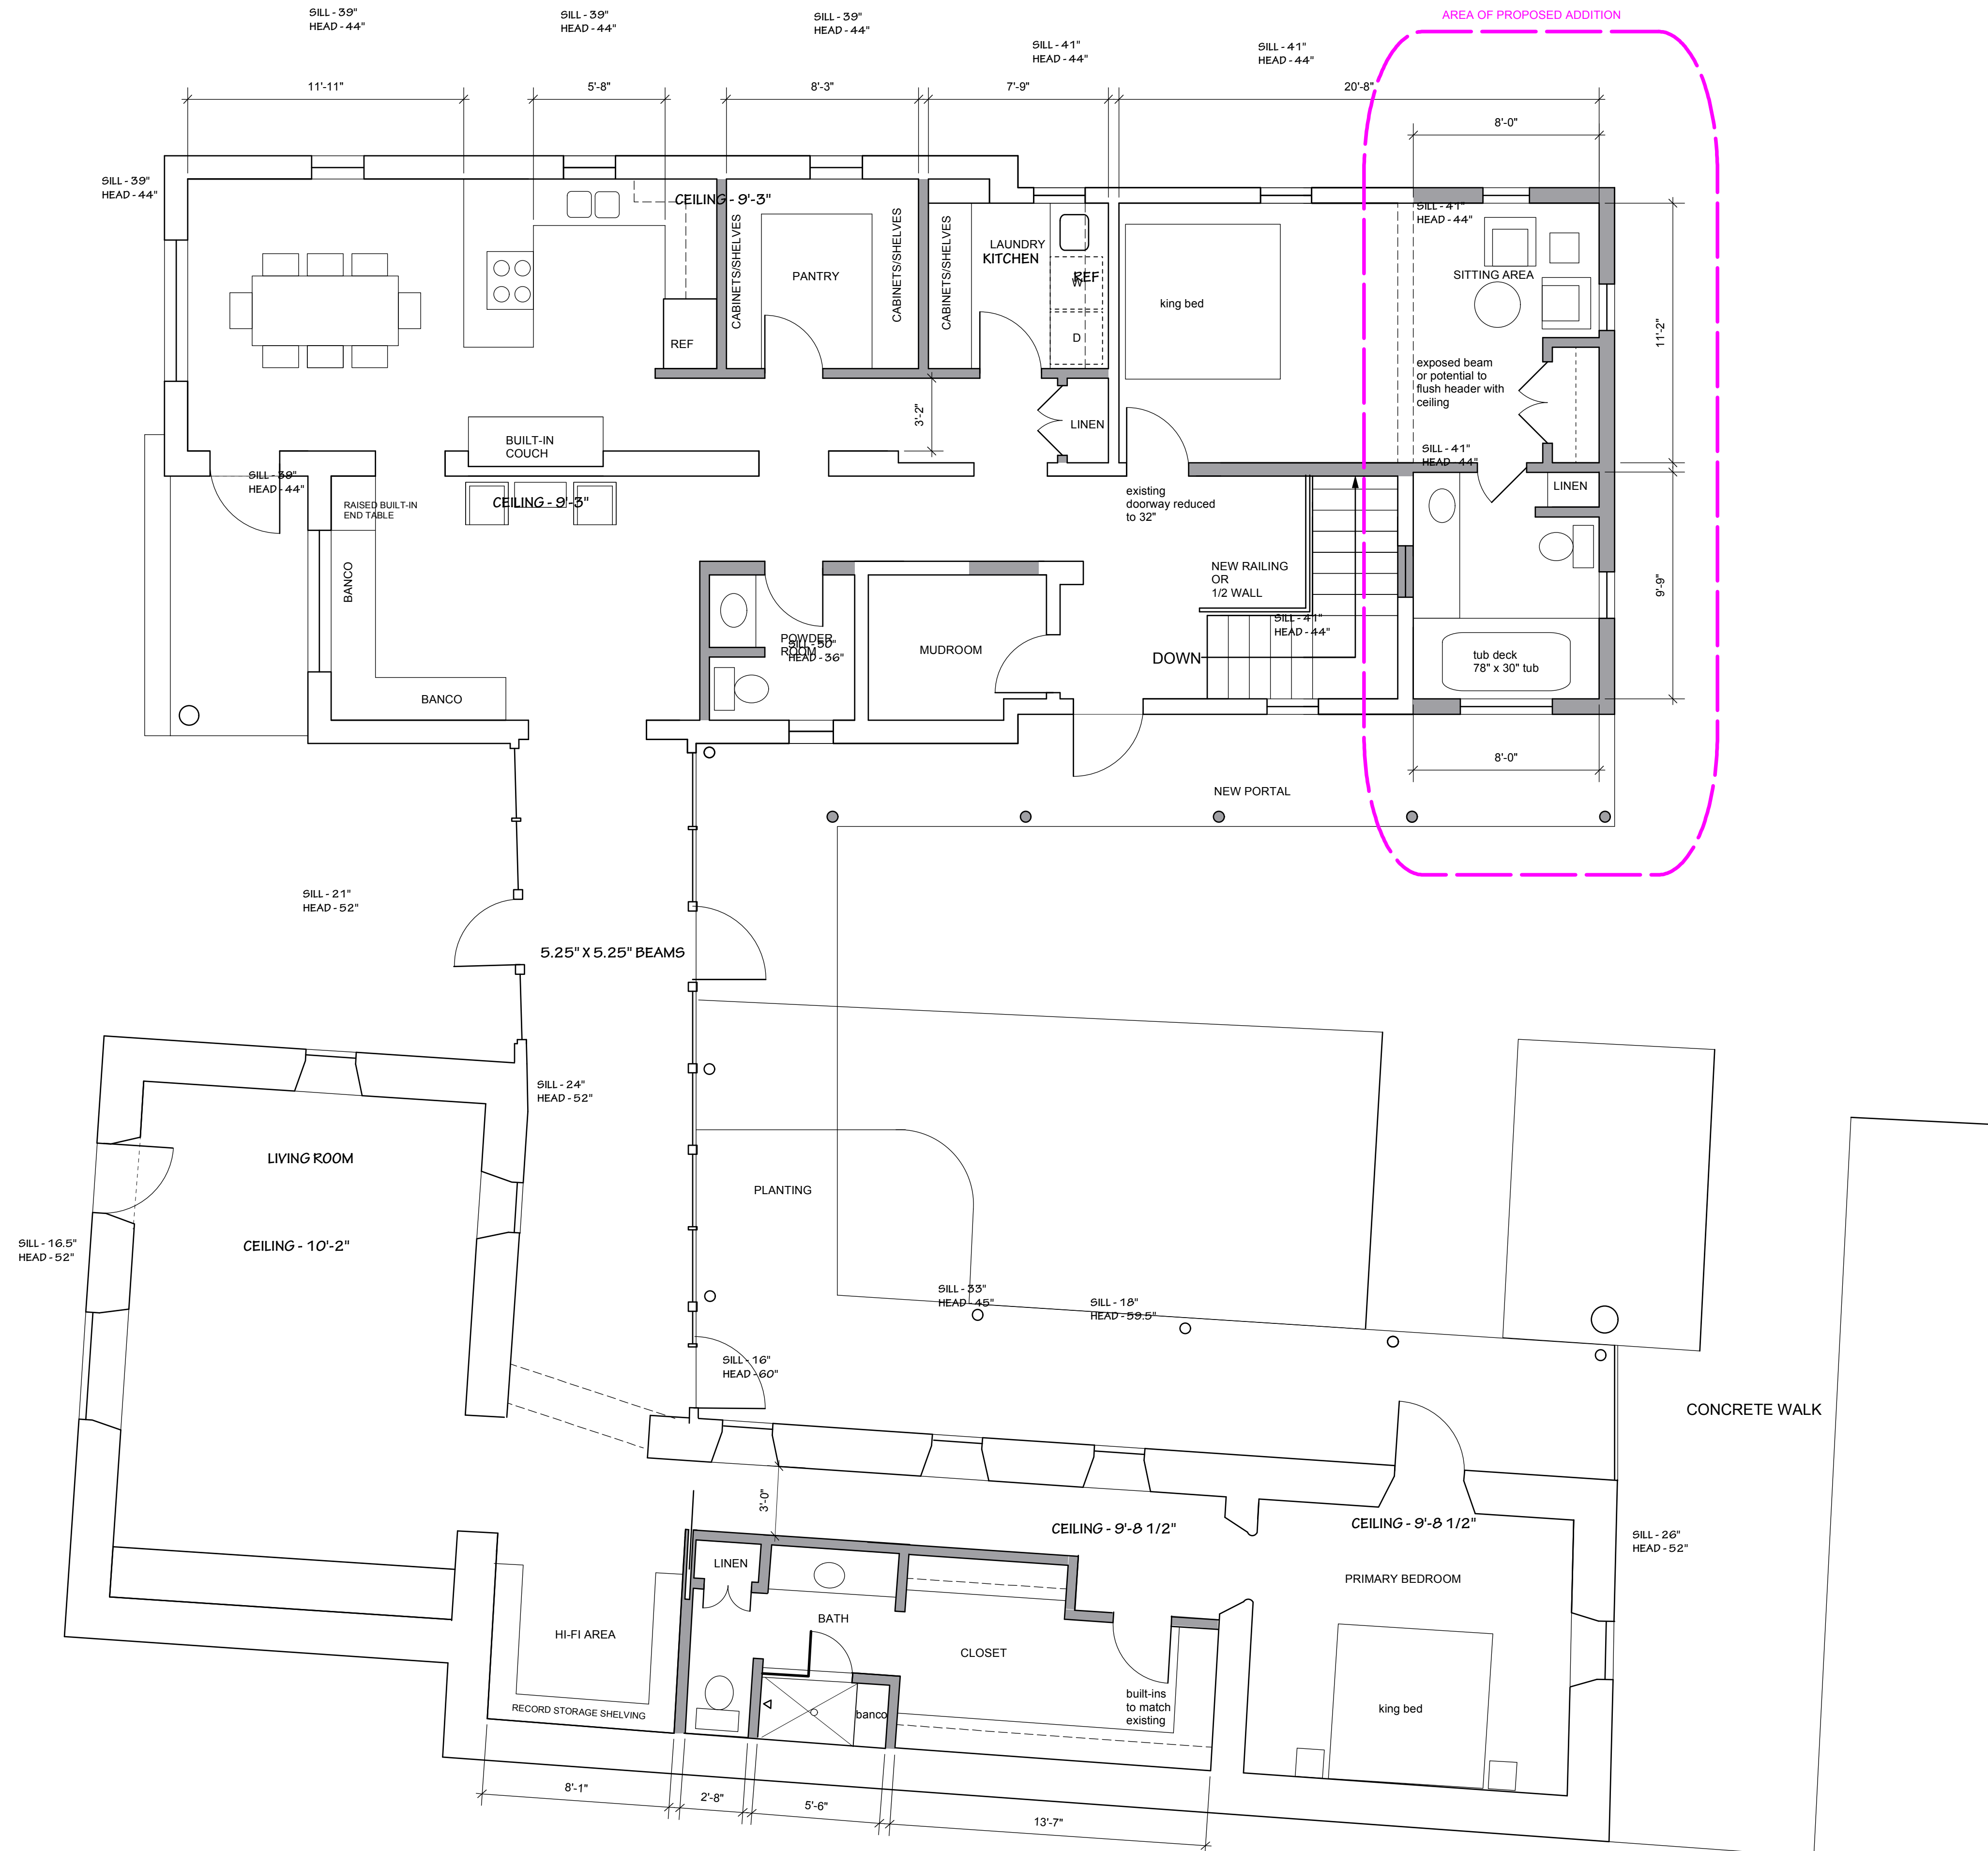 AREA OF PROPOSED ADDITION
SILL - 39"
HEAD - 44"
SILL - 39"
HEAD - 44"
SILL - 39"
HEAD - 44"
SILL - 41"
HEAD - 44"
SILL - 41"
HEAD - 44"
11'-11"
5'-8"
8'-3"
7'-9"
20'-8"
8'-0"
SILL - 39"
HEAD - 44"
CEILING - 9'-3"
SILL - 41"
HEAD - 44"
CABINETS/SHELVES
PANTRY
CABINETS/SHELVES
CABINETS/SHELVES
LAUNDRY
KITCHEN
REF
W
D
king bed
SITTING AREA
11'-2"
REF
exposed beam
or potential to
flush header with
ceiling
3'-2"
LINEN
BUILT-IN
COUCH
SILL - 41"
HEAD - 44"
SILL - 39"
HEAD - 44"
RAISED BUILT-IN
END TABLE
CEILING - 9'-3"
existing
doorway reduced
to 32"
LINEN
BANCO
NEW RAILING
OR
1/2 WALL
9'-9"
SILL - 41"
HEAD - 44"
POWDER
ROOM
SILL - 50"
HEAD - 36"
MUDROOM
DOWN
tub deck
78" x 30" tub
BANCO
8'-0"
NEW PORTAL
SILL - 21"
HEAD - 52"
5.25" X 5.25" BEAMS
SILL - 24"
HEAD - 52"
LIVING ROOM
PLANTING
CEILING - 10'-2"
SILL - 16.5"
HEAD - 52"
SILL - 33"
HEAD - 45"
SILL - 18"
HEAD - 59.5"
SILL - 16"
HEAD - 60"
CONCRETE WALK
3'-0"
CEILING - 9'-8 1/2"
CEILING - 9'-8 1/2"
SILL - 26"
HEAD - 52"
LINEN
PRIMARY BEDROOM
BATH
HI-FI AREA
CLOSET
built-ins
to match
existing
RECORD STORAGE SHELVING
banco
king bed
8'-1"
2'-8"
5'-6"
13'-7"